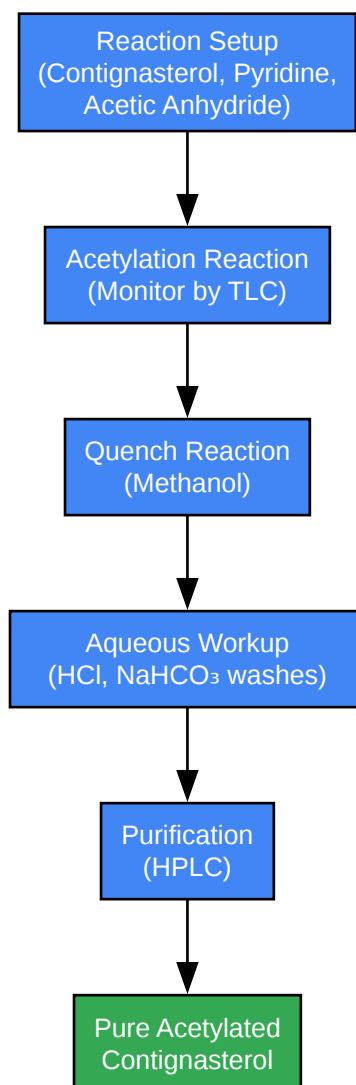 Reaction Setup
(Contignasterol, Pyridine,
Acetic Anhydride)
Acetylation Reaction
(Monitor by TLC)
Quench Reaction
(Methanol)
Aqueous Workup
(HCl, NaHCO₃ washes)
Purification
(HPLC)
Pure Acetylated
Contignasterol